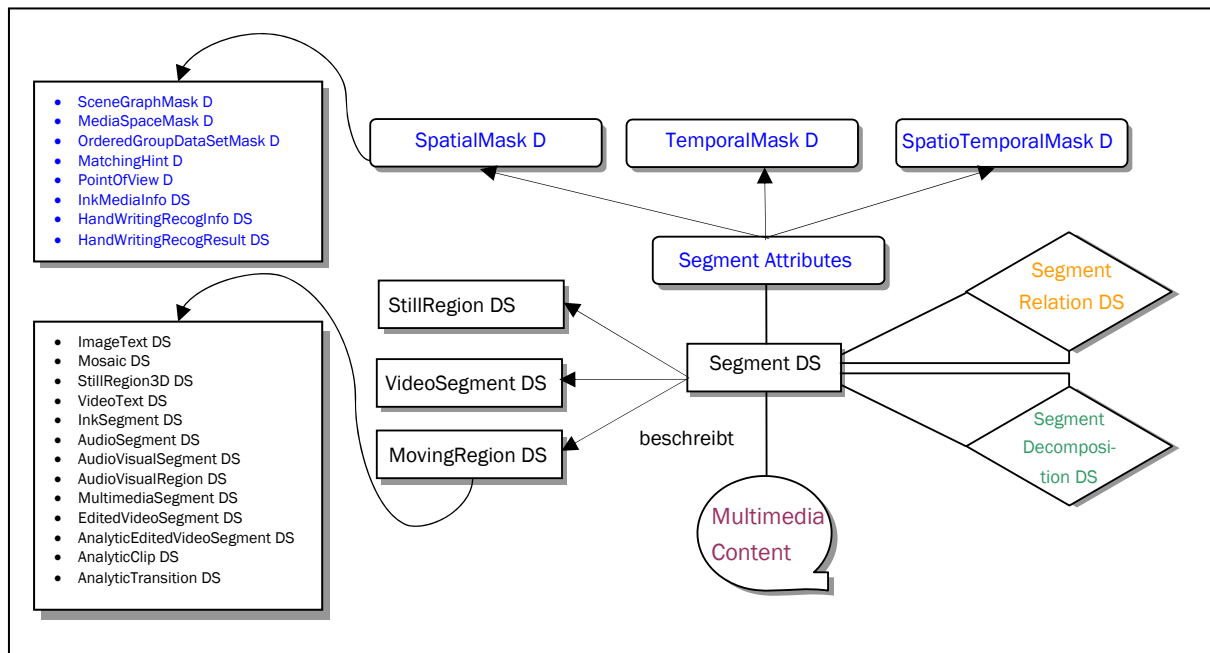 SceneGraphMask D
MediaSpaceMask D
OrderedGroupDataSetMask D
MatchingHint D
PointOfView D
InkMediaInfo DS
HandWritingRecogInfo DS
HandWritingRecogResult DS
SpatialMask D
TemporalMask D
SpatioTemporalMask D
Segment Attributes
Segment
Relation DS
StillRegion DS
Segment DS
VideoSegment DS
MovingRegion DS
beschreibt
Segment
Decomposi-
tion DS
Multimedia
Content
ImageText DS
Mosaic DS
StillRegion3D DS
VideoText DS
InkSegment DS
AudioSegment DS
AudioVisualSegment DS
AudioVisualRegion DS
MultimediaSegment DS
EditedVideoSegment DS
AnalyticEditedVideoSegment DS
AnalyticClip DS
AnalyticTransition DS